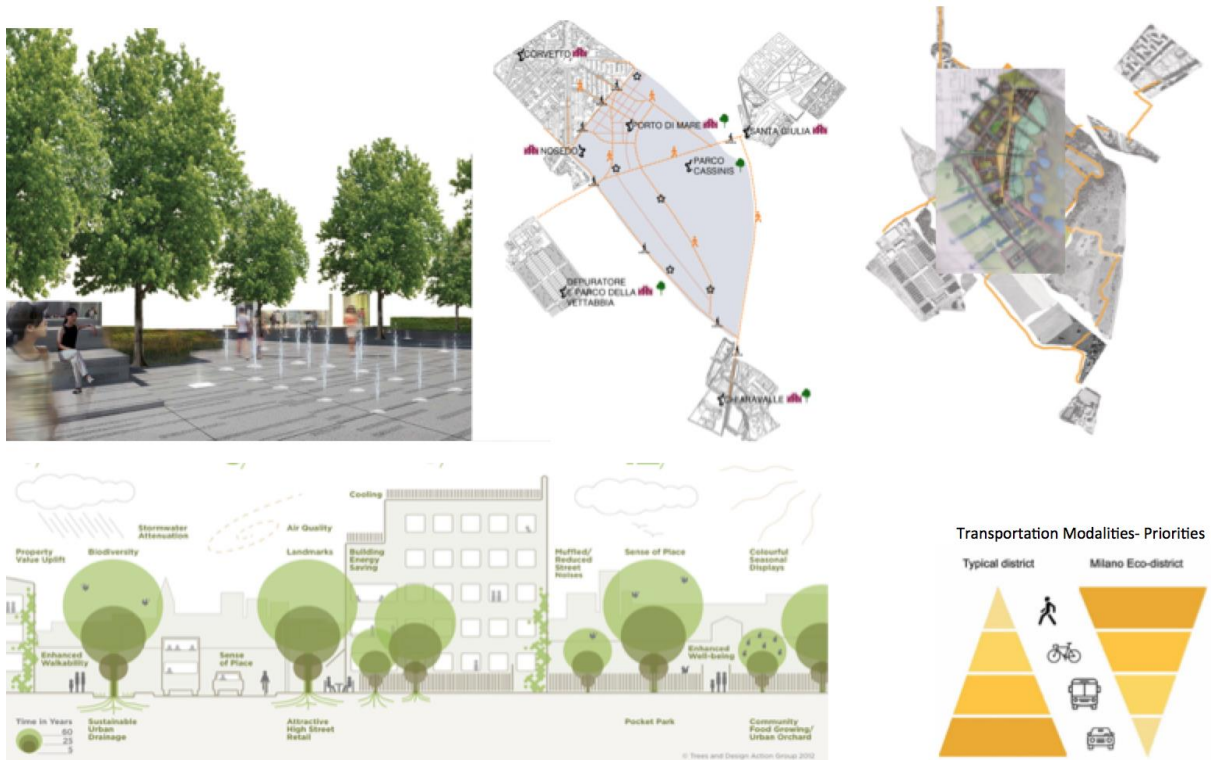 CORVETTO
PORTO DI MARE
SANTA GIULIA
NOSEDO
PARCO
CASSINIS
DEPURATORE
E PARCO DELLA
VETTABBIA
CHIARAVALLE
Cooling
Stormwater
Attenuation
Air Quality
Property
Value Uplift
Biodiversity
Landmarks
Building
Energy
Saving
Muffled/
Reduced
Street
Noises
Sense of Place
Colourful
Seasonal
Displays
Enhanced
Walkability
Sense
of Place
Enhanced
Well-being
Time in Years
60
25
5
Sustainable
Urban
Drainage
Attractive
High Street
Retail
Pocket Park
Community
Food Growing/
Urban Orchard
© Trees and Design Action Group 2012
Transportation Modalities- Priorities
Typical district
Milano Eco-district